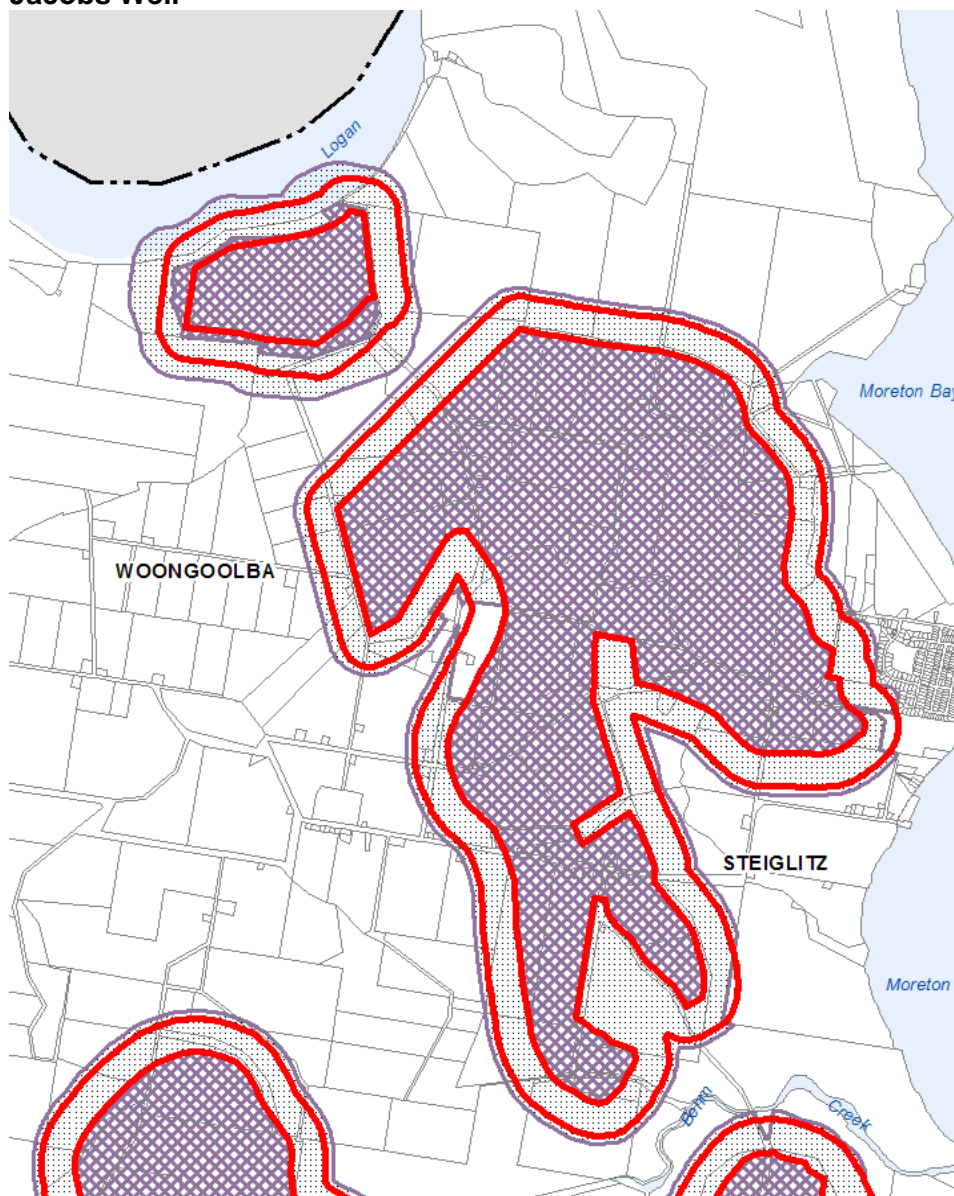 Jacobs Well
Logan
Moreton Bay
WOONGOOLBA
STEIGLITZ
Moreton
Behm
Creek